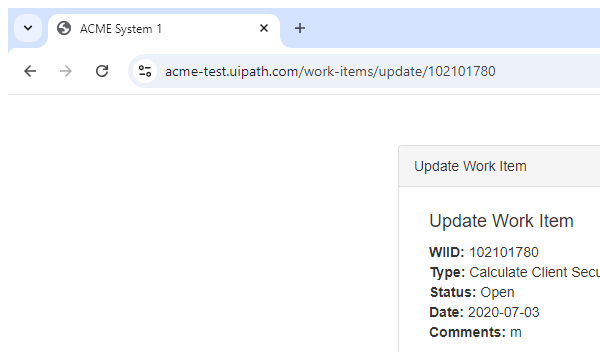 ACME System 1
acme-test.uipath.com/work-items/update/102101780
Update Work Item
Update Work Item
WIID: 102101780
Type: Calculate Client
Status: Open
Date: 2020-07-03
Comments: m